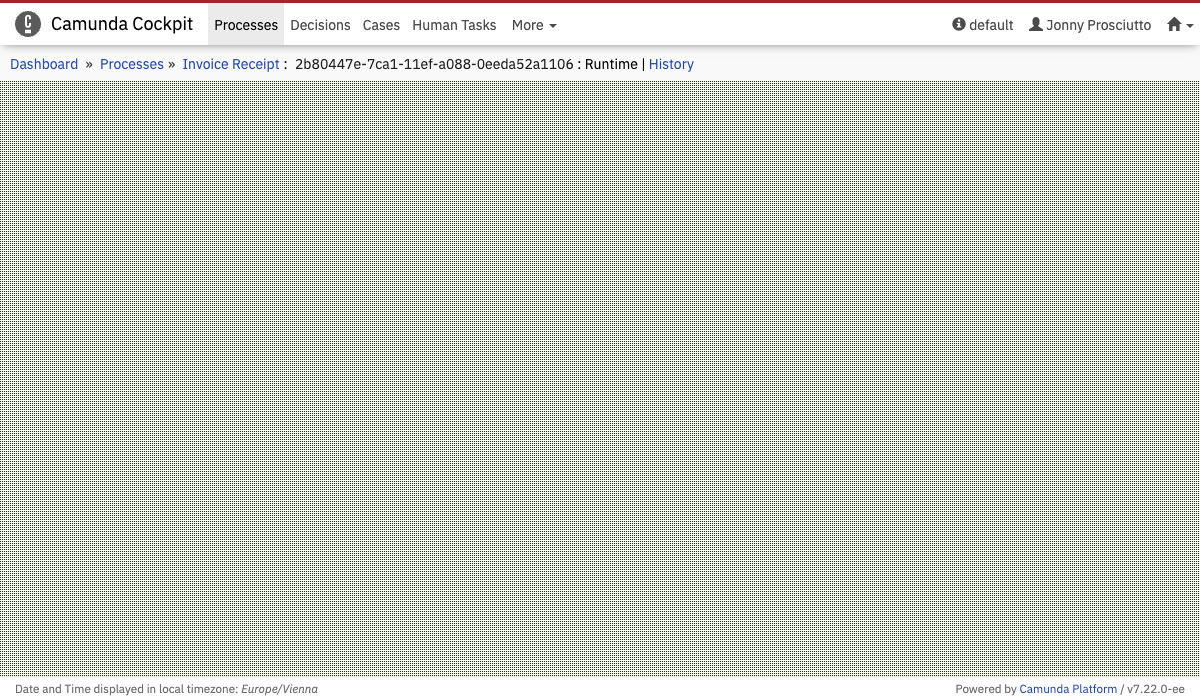 Camunda Cockpit Processes Decisions Cases Human Tasks More default Jonny Prosciutto
Dashboard » Processes » Invoice Receipt : 2b80447e-7ca1-11ef-a088-0eeda52a1106 : Runtime | History
Date and Time displayed in local timezone: Europe/Vienna Powered by Camunda Platform / v7.22.0-ee